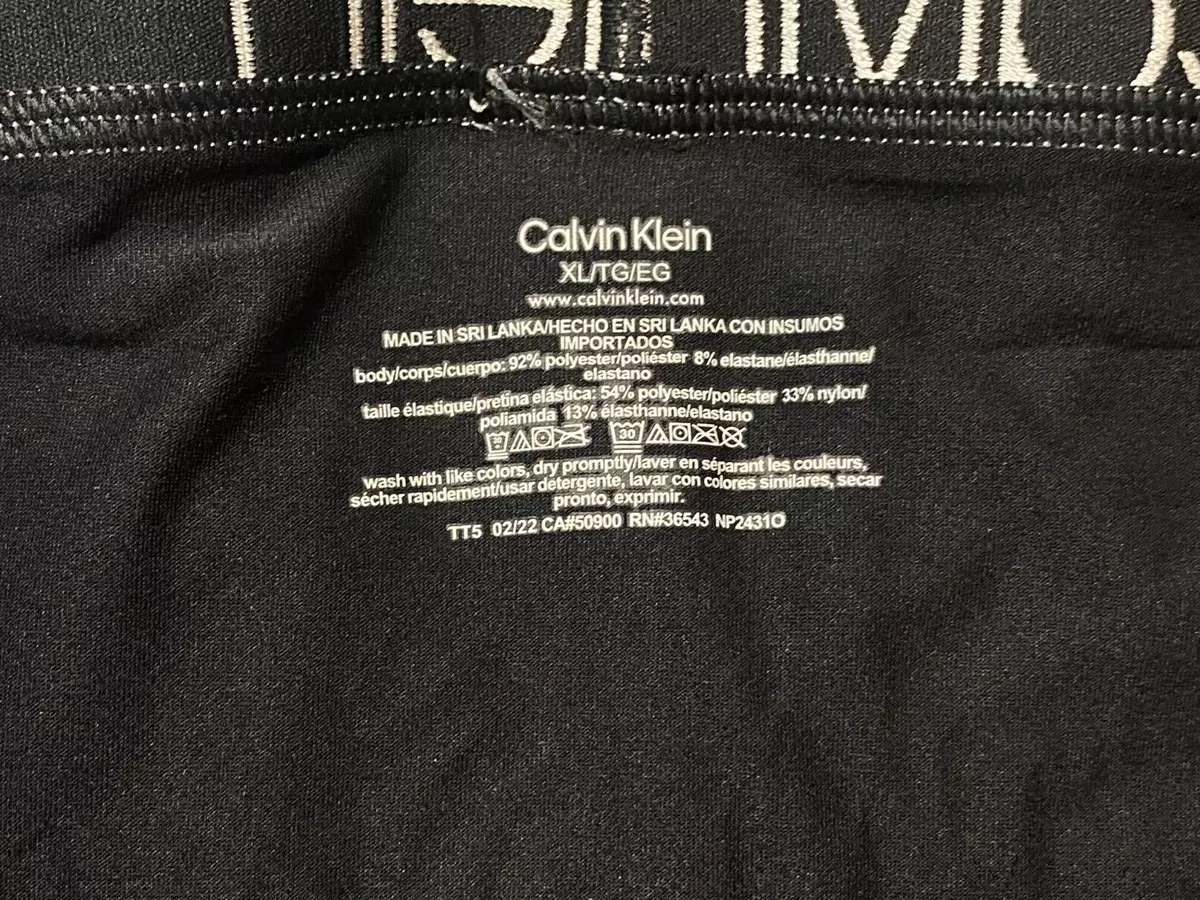 Calvin Klein
XL/TG/EG
www.calvinklein.com
MADE IN SRI LANKA/HECHO EN SRI LANKA CON INSUMOS
IMPORTADOS
body/corps/cuerpo: 92% polyester/poliéster 8% elastane/élasthanne/
elastano
taille élastique/pretina elástica: 54% polyester/poliéster 33% nylon/
poliamida 13% élasthanne/elastano
30 30
wash with like colors, dry promptly/laver en séparant les couleurs,
sécher rapidement/usar detergente, lavar con colores similares, secar
pronto, exprimir.
TT5 02/22 CA#50900 RN#36543 NP2431O